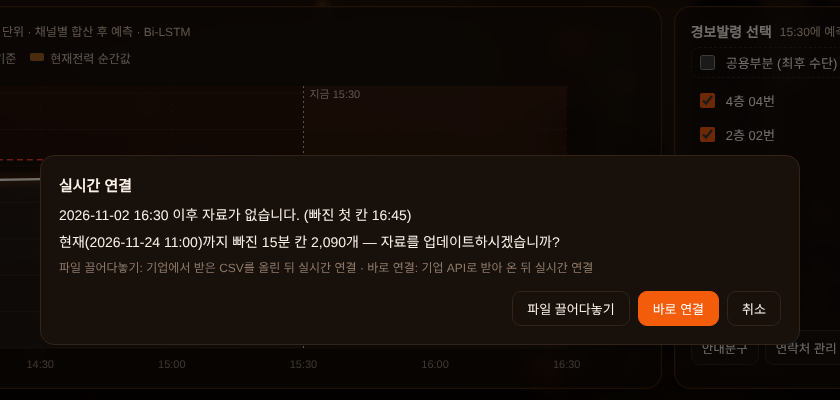 단위 · 채널별 합산 후 예측 · Bi-LSTM
기준 현재전력 순간값
지금 15:30
경보발령 선택 15:30에 예측
공용부분 (최후 수단)
4층 04번
2층 02번
실시간 연결
2026-11-02 16:30 이후 자료가 없습니다. (빠진 첫 칸 16:45)
현재(2026-11-24 11:00)까지 빠진 15분 칸 2,090개 — 자료를 업데이트하시겠습니까?
파일 끌어다놓기: 기업에서 받은 CSV를 올린 뒤 실시간 연결 · 바로 연결: 기업 API로 받아 온 뒤 실시간 연결
파일 끌어다놓기 바로 연결 취소
안내문구 연락처 관리
14:30 15:00 15:30 16:00 16:30